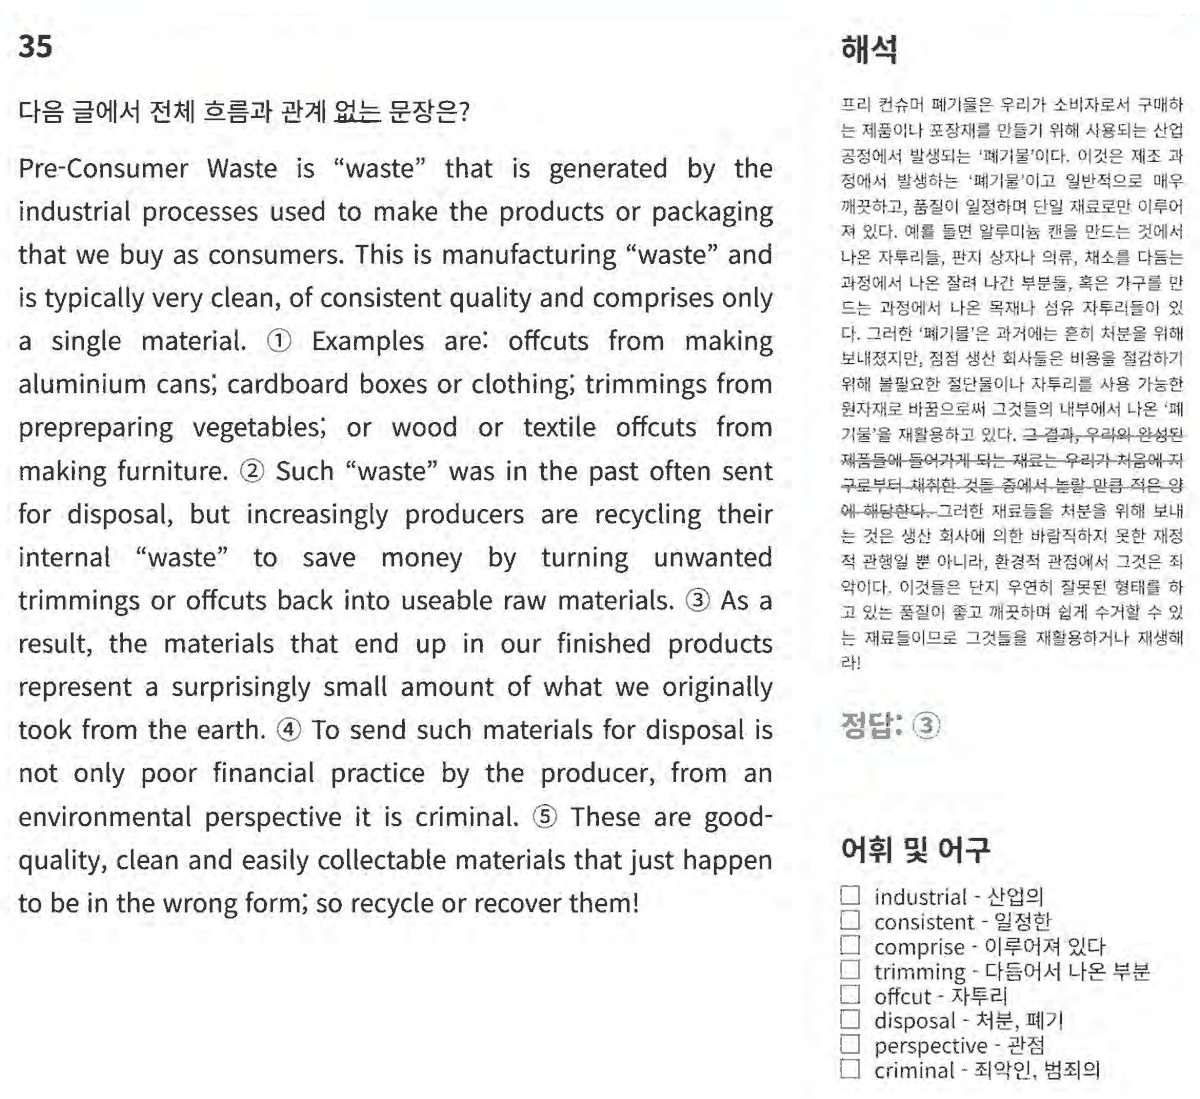 35
다음 글에서 전체 흐름과 관계 없는 문장은?
Pre-Consumer Waste is “waste” that is generated by the
industrial processes used to make the products or packaging
that we buy as consumers. This is manufacturing “waste” and
is typically very clean, of consistent quality and comprises only
a single material. ① Examples are: offcuts from making
aluminium cans; cardboard boxes or clothing; trimmings from
prepreparing vegetables; or wood or textile offcuts from
making furniture. ② Such “waste” was in the past often sent
for disposal, but increasingly producers are recycling their
internal “waste” to save money by turning unwanted
trimmings or offcuts back into useable raw materials. ③ As a
result, the materials that end up in our finished products
represent a surprisingly small amount of what we originally
took from the earth. ④ To send such materials for disposal is
not only poor financial practice by the producer, from an
environmental perspective it is criminal. ⑤ These are good-
quality, clean and easily collectable materials that just happen
to be in the wrong form; so recycle or recover them!
해석
프리 컨슈머 폐기물은 우리가 소비자로서 구매하
는 제품이나 포장재를 만들기 위해 사용되는 산업
공정에서 발생되는 ‘폐기물’이다. 이것은 제조 과
정에서 발생하는 ‘폐기물’이고 일반적으로 매우
깨끗하고, 품질이 일정하며 단일 재료로만 이루어
져 있다. 예를 들면 알루미늄 캔을 만드는 것에서
나온 자투리들, 판지 상자나 의류, 채소를 다듬는
과정에서 나온 잘려 나간 부분들, 혹은 가구를 만
드는 과정에서 나온 목재나 섬유 자투리들이 있
다. 그러한 ‘폐기물’은 과거에는 흔히 처분을 위해
보내졌지만, 점점 생산 회사들은 비용을 절감하기
위해 불필요한 절단물이나 자투리를 사용 가능한
원자재로 바꿈으로써 그것들의 내부에서 나온 ‘폐
기물’을 재활용하고 있다. 그 결과, 우리의 완성된
제품들에 들어가게 되는 재료는 우리가 처음에 지
구로부터 채취한 것들 중에서 놀랄 만큼 적은 양
에 해당한다. 그러한 재료들을 처분을 위해 보내
는 것은 생산 회사에 의한 바람직하지 못한 재정
적 관행일 뿐 아니라, 환경적 관점에서 그것은 죄
악이다. 이것들은 단지 우연히 잘못된 형태를 하
고 있는 품질이 좋고 깨끗하며 쉽게 수거할 수 있
는 재료들이므로 그것들을 재활용하거나 재생해
라!
정답: ③
어휘 및 어구
□ industrial - 산업의
□ consistent - 일정한
□ comprise - 이루어져 있다
□ trimming - 다듬어서 나온 부분
□ offcut - 자투리
□ disposal - 처분, 폐기
□ perspective - 관점
□ criminal - 죄악인, 범죄의